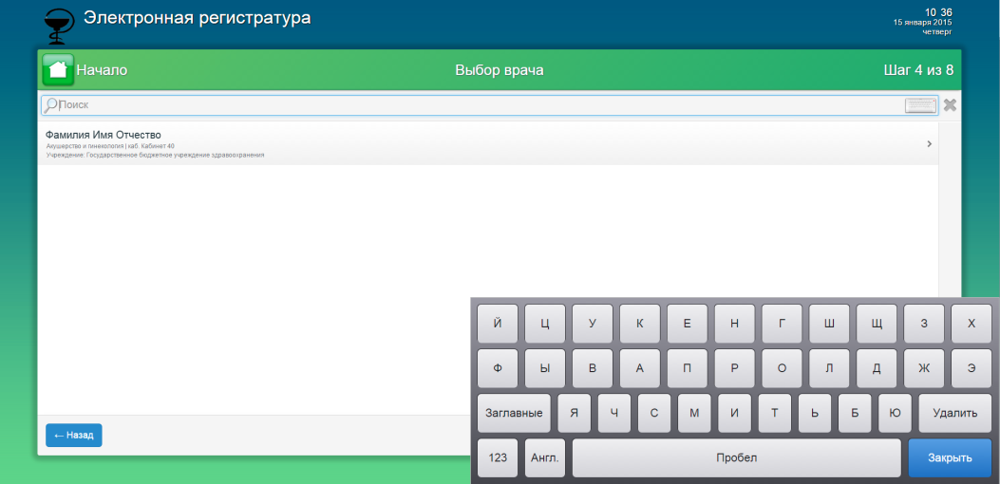 Электронная регистратура
10 36
15 января 2015
четверг
Начало
Выбор врача
Шаг 4 из 8
Поиск
Фамилия Имя Отчество
Акушерство и гинекология | каб. Кабинет 40
Учреждение: Государственное бюджетное учреждение здравоохранения
Й Ц У К Е Н Г Ш Щ З Х
Ф Ы В А П Р О Л Д Ж Э
Заглавные Я Ч С М И Т Ь Б Ю Удалить
← Назад
123 Англ. Пробел Закрыть